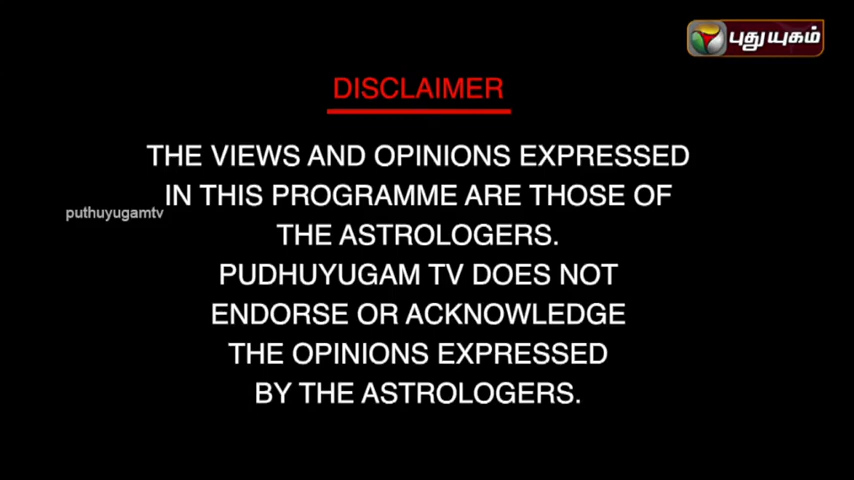 புதுயுகம்
DISCLAIMER
THE VIEWS AND OPINIONS EXPRESSED
IN THIS PROGRAMME ARE THOSE OF
puthuyugamtv
THE ASTROLOGERS.
PUDHUYUGAM TV DOES NOT
ENDORSE OR ACKNOWLEDGE
THE OPINIONS EXPRESSED
BY THE ASTROLOGERS.